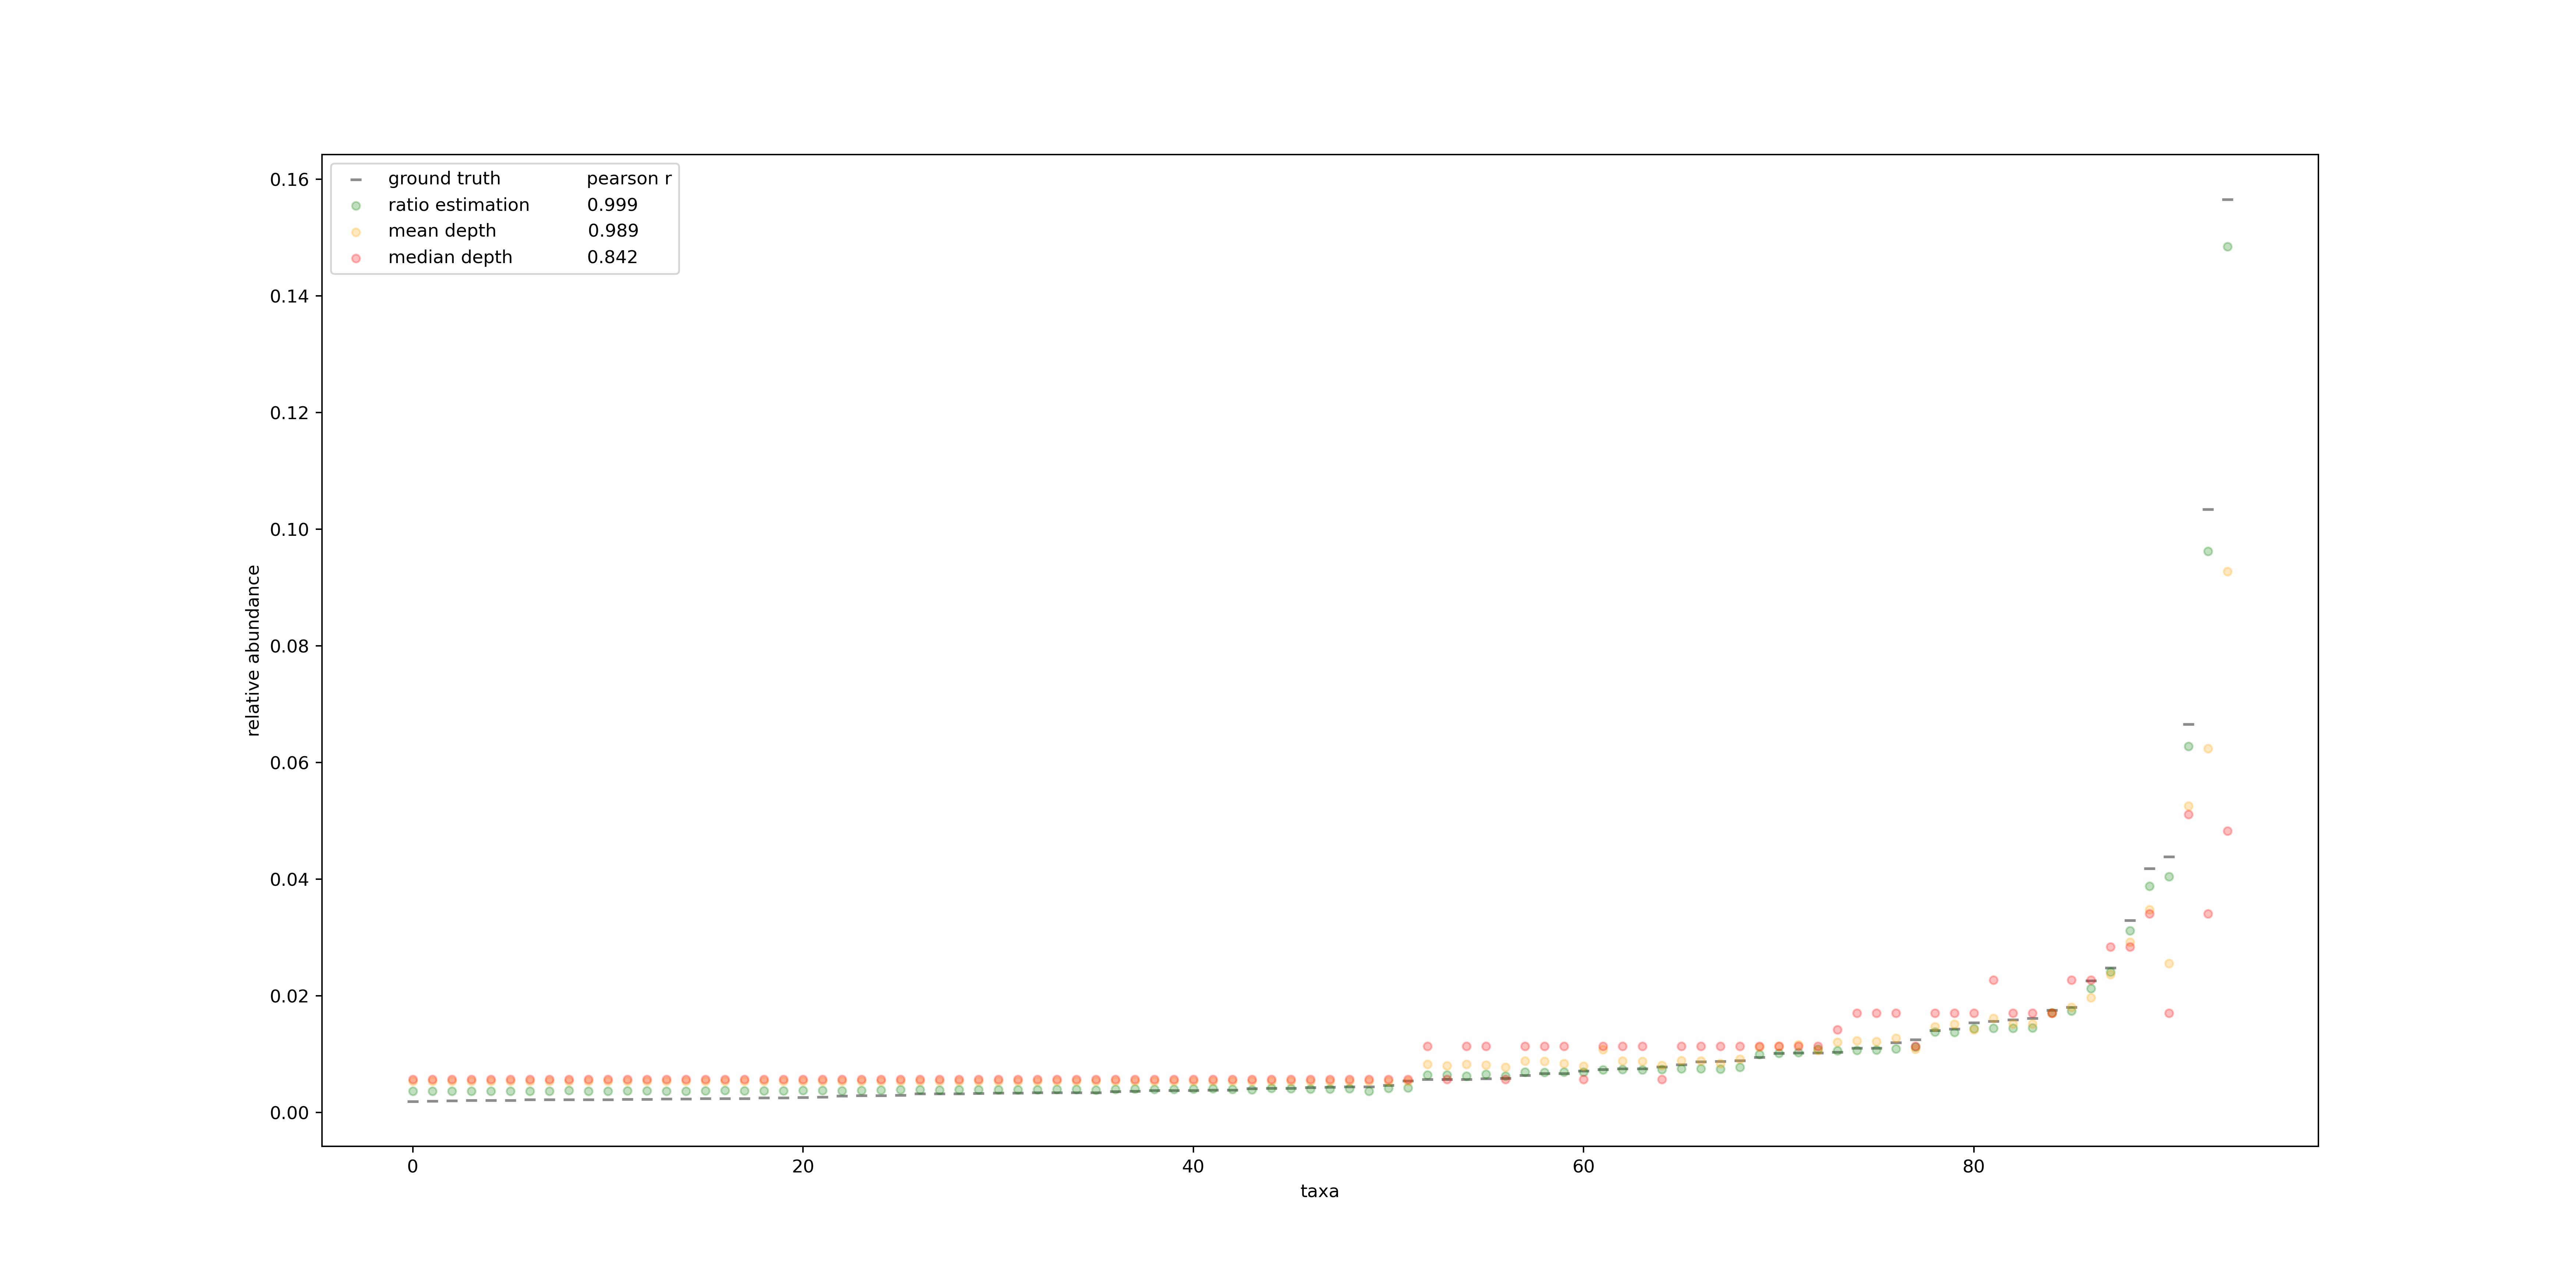 ground truth pearson r
ratio estimation 0.999
mean depth 0.989
median depth 0.842
0.16
0.14
0.12
0.10
0.08
0.06
0.04
0.02
0.00
relative abundance
0 20 40 60 80
taxa